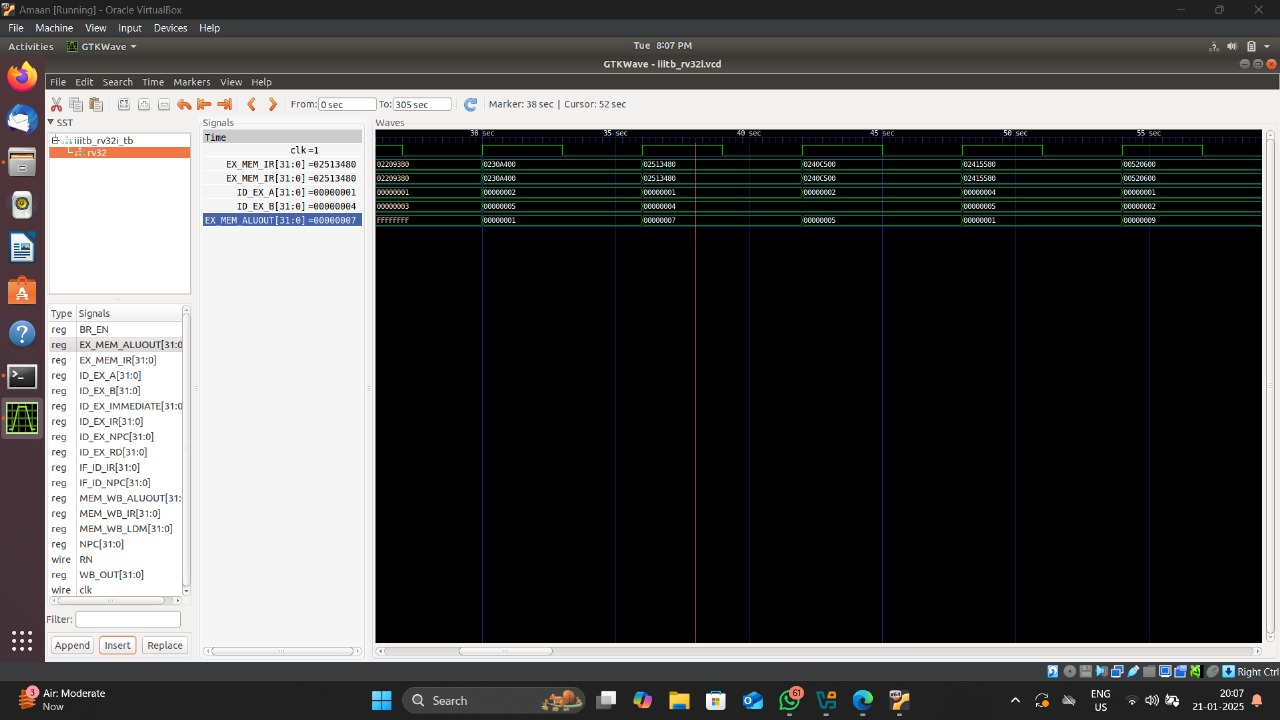 Amaan [Running] - Oracle VirtualBox
File Machine View Input Devices Help
Activities GTKWave Tue 8:07 PM
GTKWave - iiitb_rv32i.vcd
File Edit Search Time Markers View Help
From: 0 sec To: 305 sec Marker: 38 sec | Cursor: 52 sec
SST
iiitb_rv32i_tb
rv32
Type Signals
reg BR_EN
reg EX_MEM_ALUOUT[31:0
reg EX_MEM_IR[31:0]
reg ID_EX_A[31:0]
reg ID_EX_B[31:0]
reg ID_EX_IMMEDIATE[31:0
reg ID_EX_IR[31:0]
reg ID_EX_NPC[31:0]
reg ID_EX_RD[31:0]
reg IF_ID_IR[31:0]
reg IF_ID_NPC[31:0]
reg MEM_WB_ALUOUT[31:
reg MEM_WB_IR[31:0]
reg MEM_WB_LDM[31:0]
reg NPC[31:0]
wire RN
reg WB_OUT[31:0]
wire clk
Filter:
Append Insert Replace
Signals
Time
clk =1
EX_MEM_IR[31:0] =02513480
EX_MEM_IR[31:0] =02513480
ID_EX_A[31:0] =00000001
ID_EX_B[31:0] =00000004
EX_MEM_ALUOUT[31:0] =00000007
Waves
30 sec 35 sec 40 sec 45 sec 50 sec 55 sec
02209380 0230A400 02513480 0240C500 02415580 00520600
02209380 0230A400 02513480 0240C500 02415580 00520600
00000001 00000002 00000001 00000002 00000004 00000001
00000003 00000005 00000004 00000005 00000002
FFFFFFFF 00000001 00000007 00000005 00000001 00000009
Right Ctrl
3 Air: Moderate
Now
Search
61
ENG
US
20:07
21-01-2025